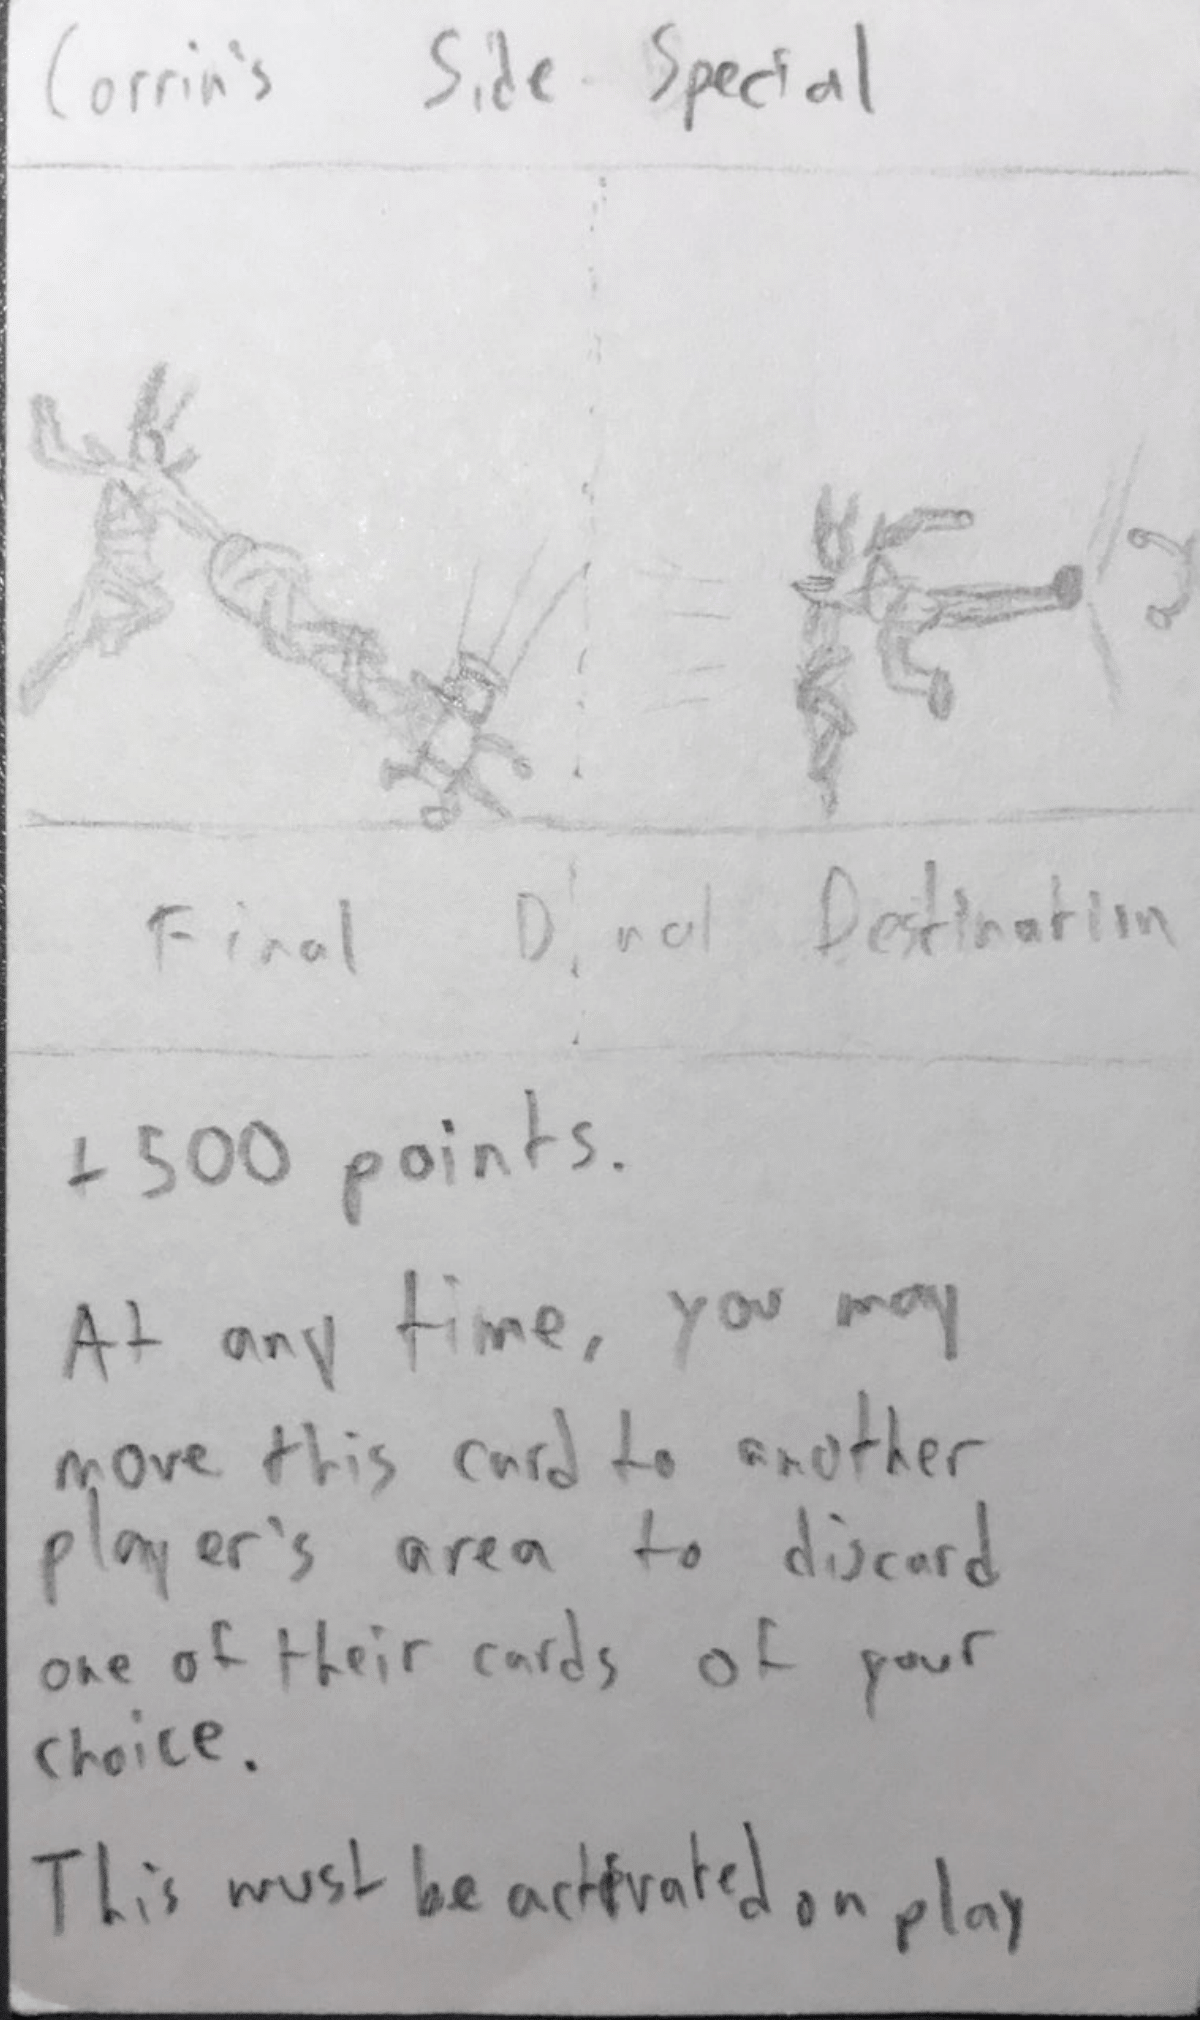 Corrin's Side Special
Final D nal Destination
+500 points.
At any time, you may
move this card to another
player's area to discard
one of their cards of your
choice.
This must be activated on play